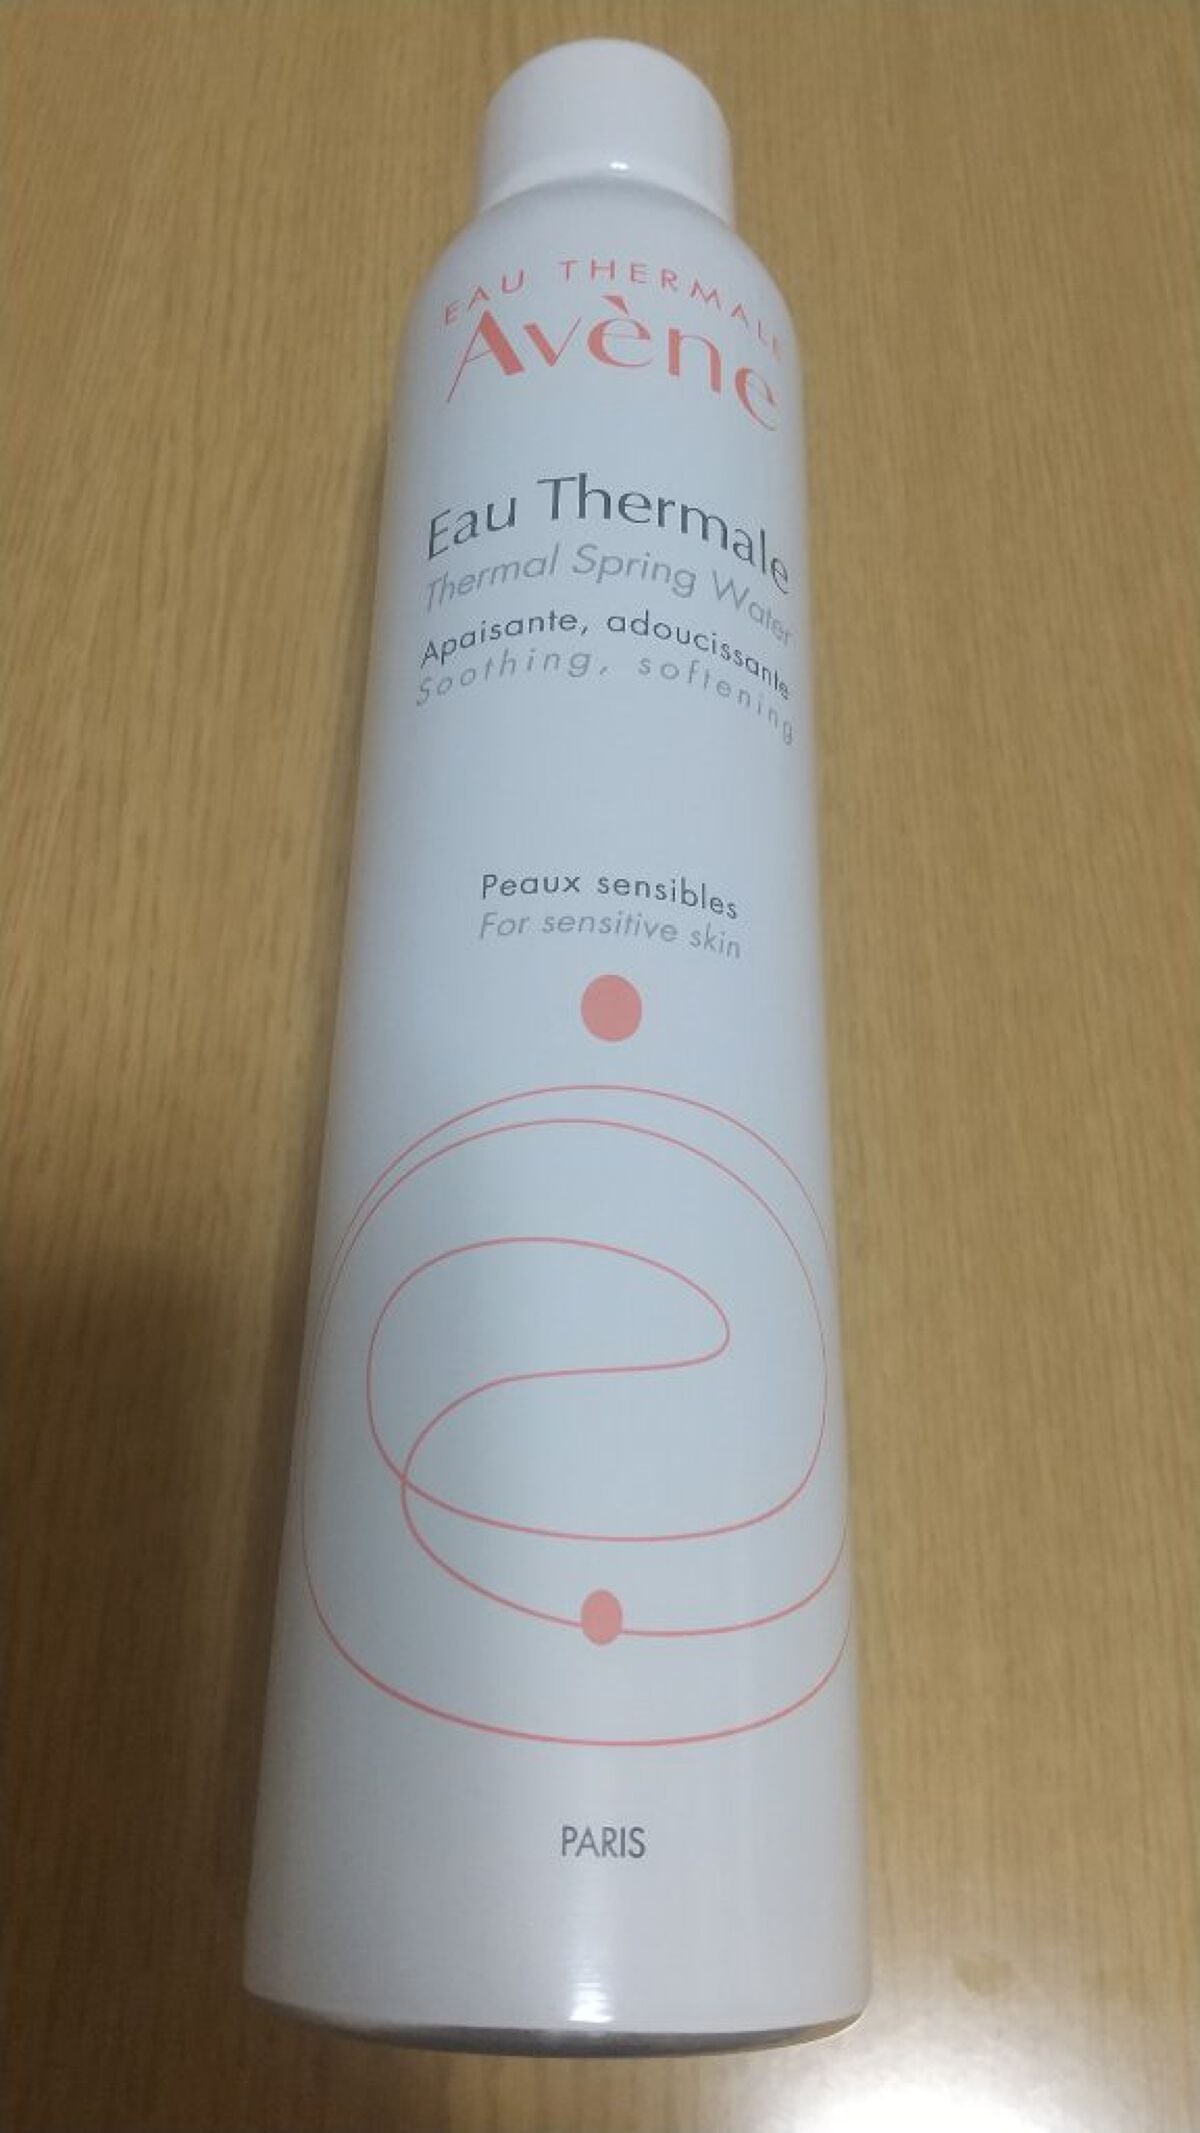 EAU THERMALE
Avène
Eau Thermale
Thermal Spring Water
Apaisante, adoucissante
Soothing, softening
Peaux sensibles
For sensitive skin
PARIS